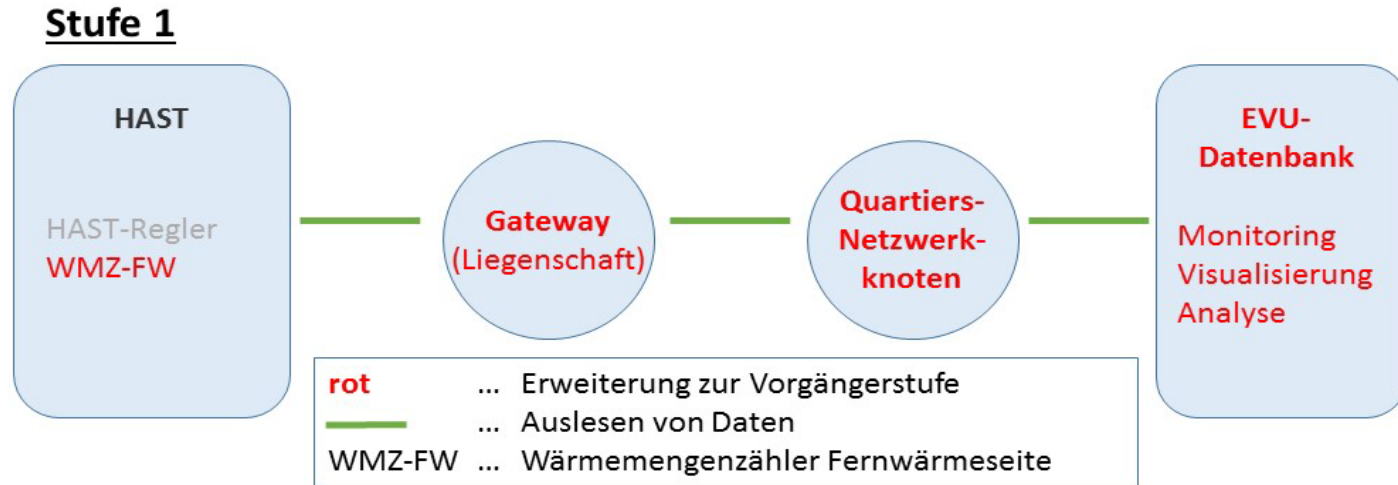 Stufe 1
HAST
HAST-Regler
WMZ-FW
Gateway
(Liegenschaft)
Quartiers-
Netzwerk-
knoten
EVU-
Datenbank
Monitoring
Visualisierung
Analyse
rot ... Erweiterung zur Vorgängerstufe
... Auslesen von Daten
WMZ-FW ... Wärmemengenzähler Fernwärmeseite